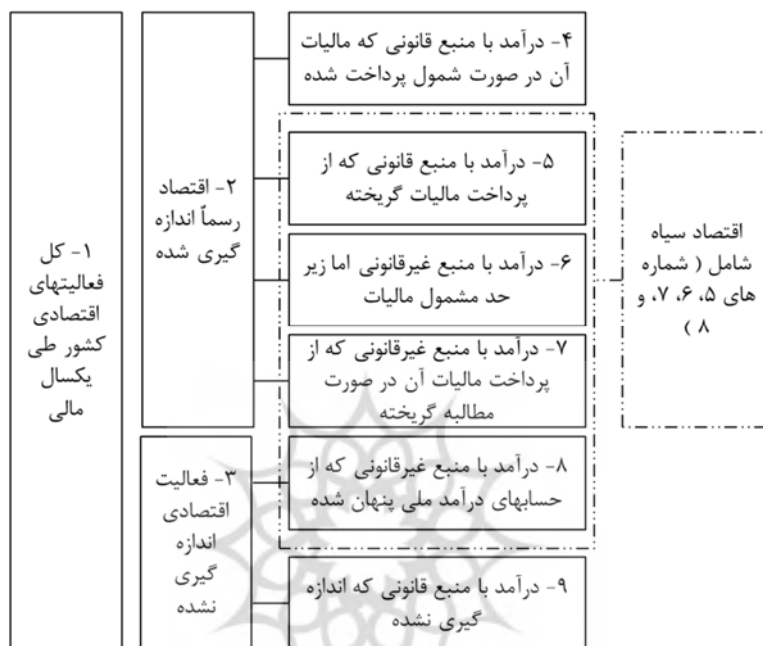 ۱- کل
فعالیتهای
اقتصادی
کشور طی
یکسال
مالی
۲- اقتصاد
رسماً اندازه
گیری شده
۳- فعالیت
اقتصادی
اندازه
گیری
نشده
۴- درآمد با منبع قانونی که مالیات
آن در صورت شمول پرداخت شده
۵- درآمد با منبع قانونی که از
پرداخت مالیات گریخته
۶- درآمد با منبع غیرقانونی اما زیر
حد مشمول مالیات
۷- درآمد با منبع غیرقانونی که از
پرداخت مالیات آن در صورت
مطالبه گریخته
۸- درآمد با منبع غیرقانونی که از
حسابهای درآمد ملی پنهان شده
۹- درآمد با منبع قانونی که اندازه
گیری نشده
اقتصاد سیاه
شامل ( شماره
های ۵، ۶، ۷، و
۸ )